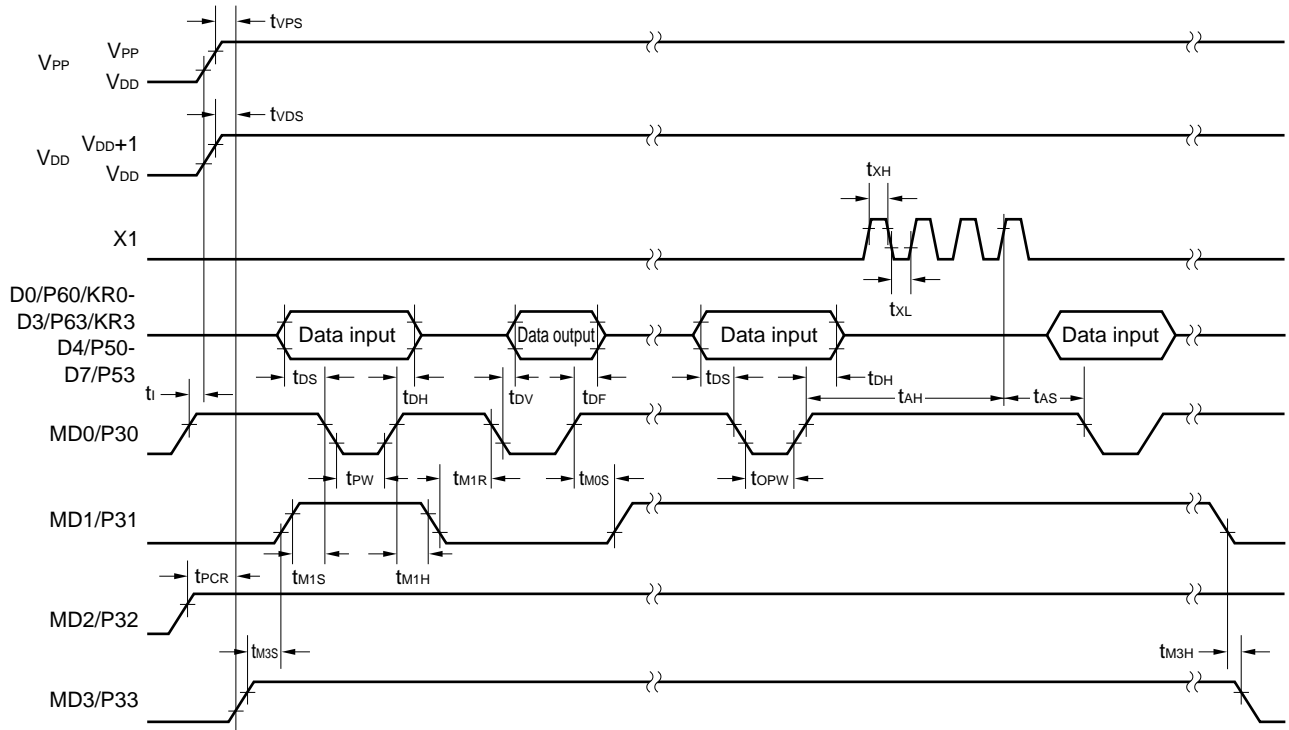 tVPS
VPP
VPP
VDD
tVDS
VDD
VDD+1
VDD
tXH
X1
tXL
D0/P60/KR0-
D3/P63/KR3
D4/P50-
D7/P53
Data input
Data output
Data input
Data input
tDS
tDH
tDV
tDF
tDS
tDH
tI
tAH
tAS
MD0/P30
tPW
tM1R
tM0S
tOPW
MD1/P31
tM1S
tM1H
tPCR
MD2/P32
tM3S
tM3H
MD3/P33